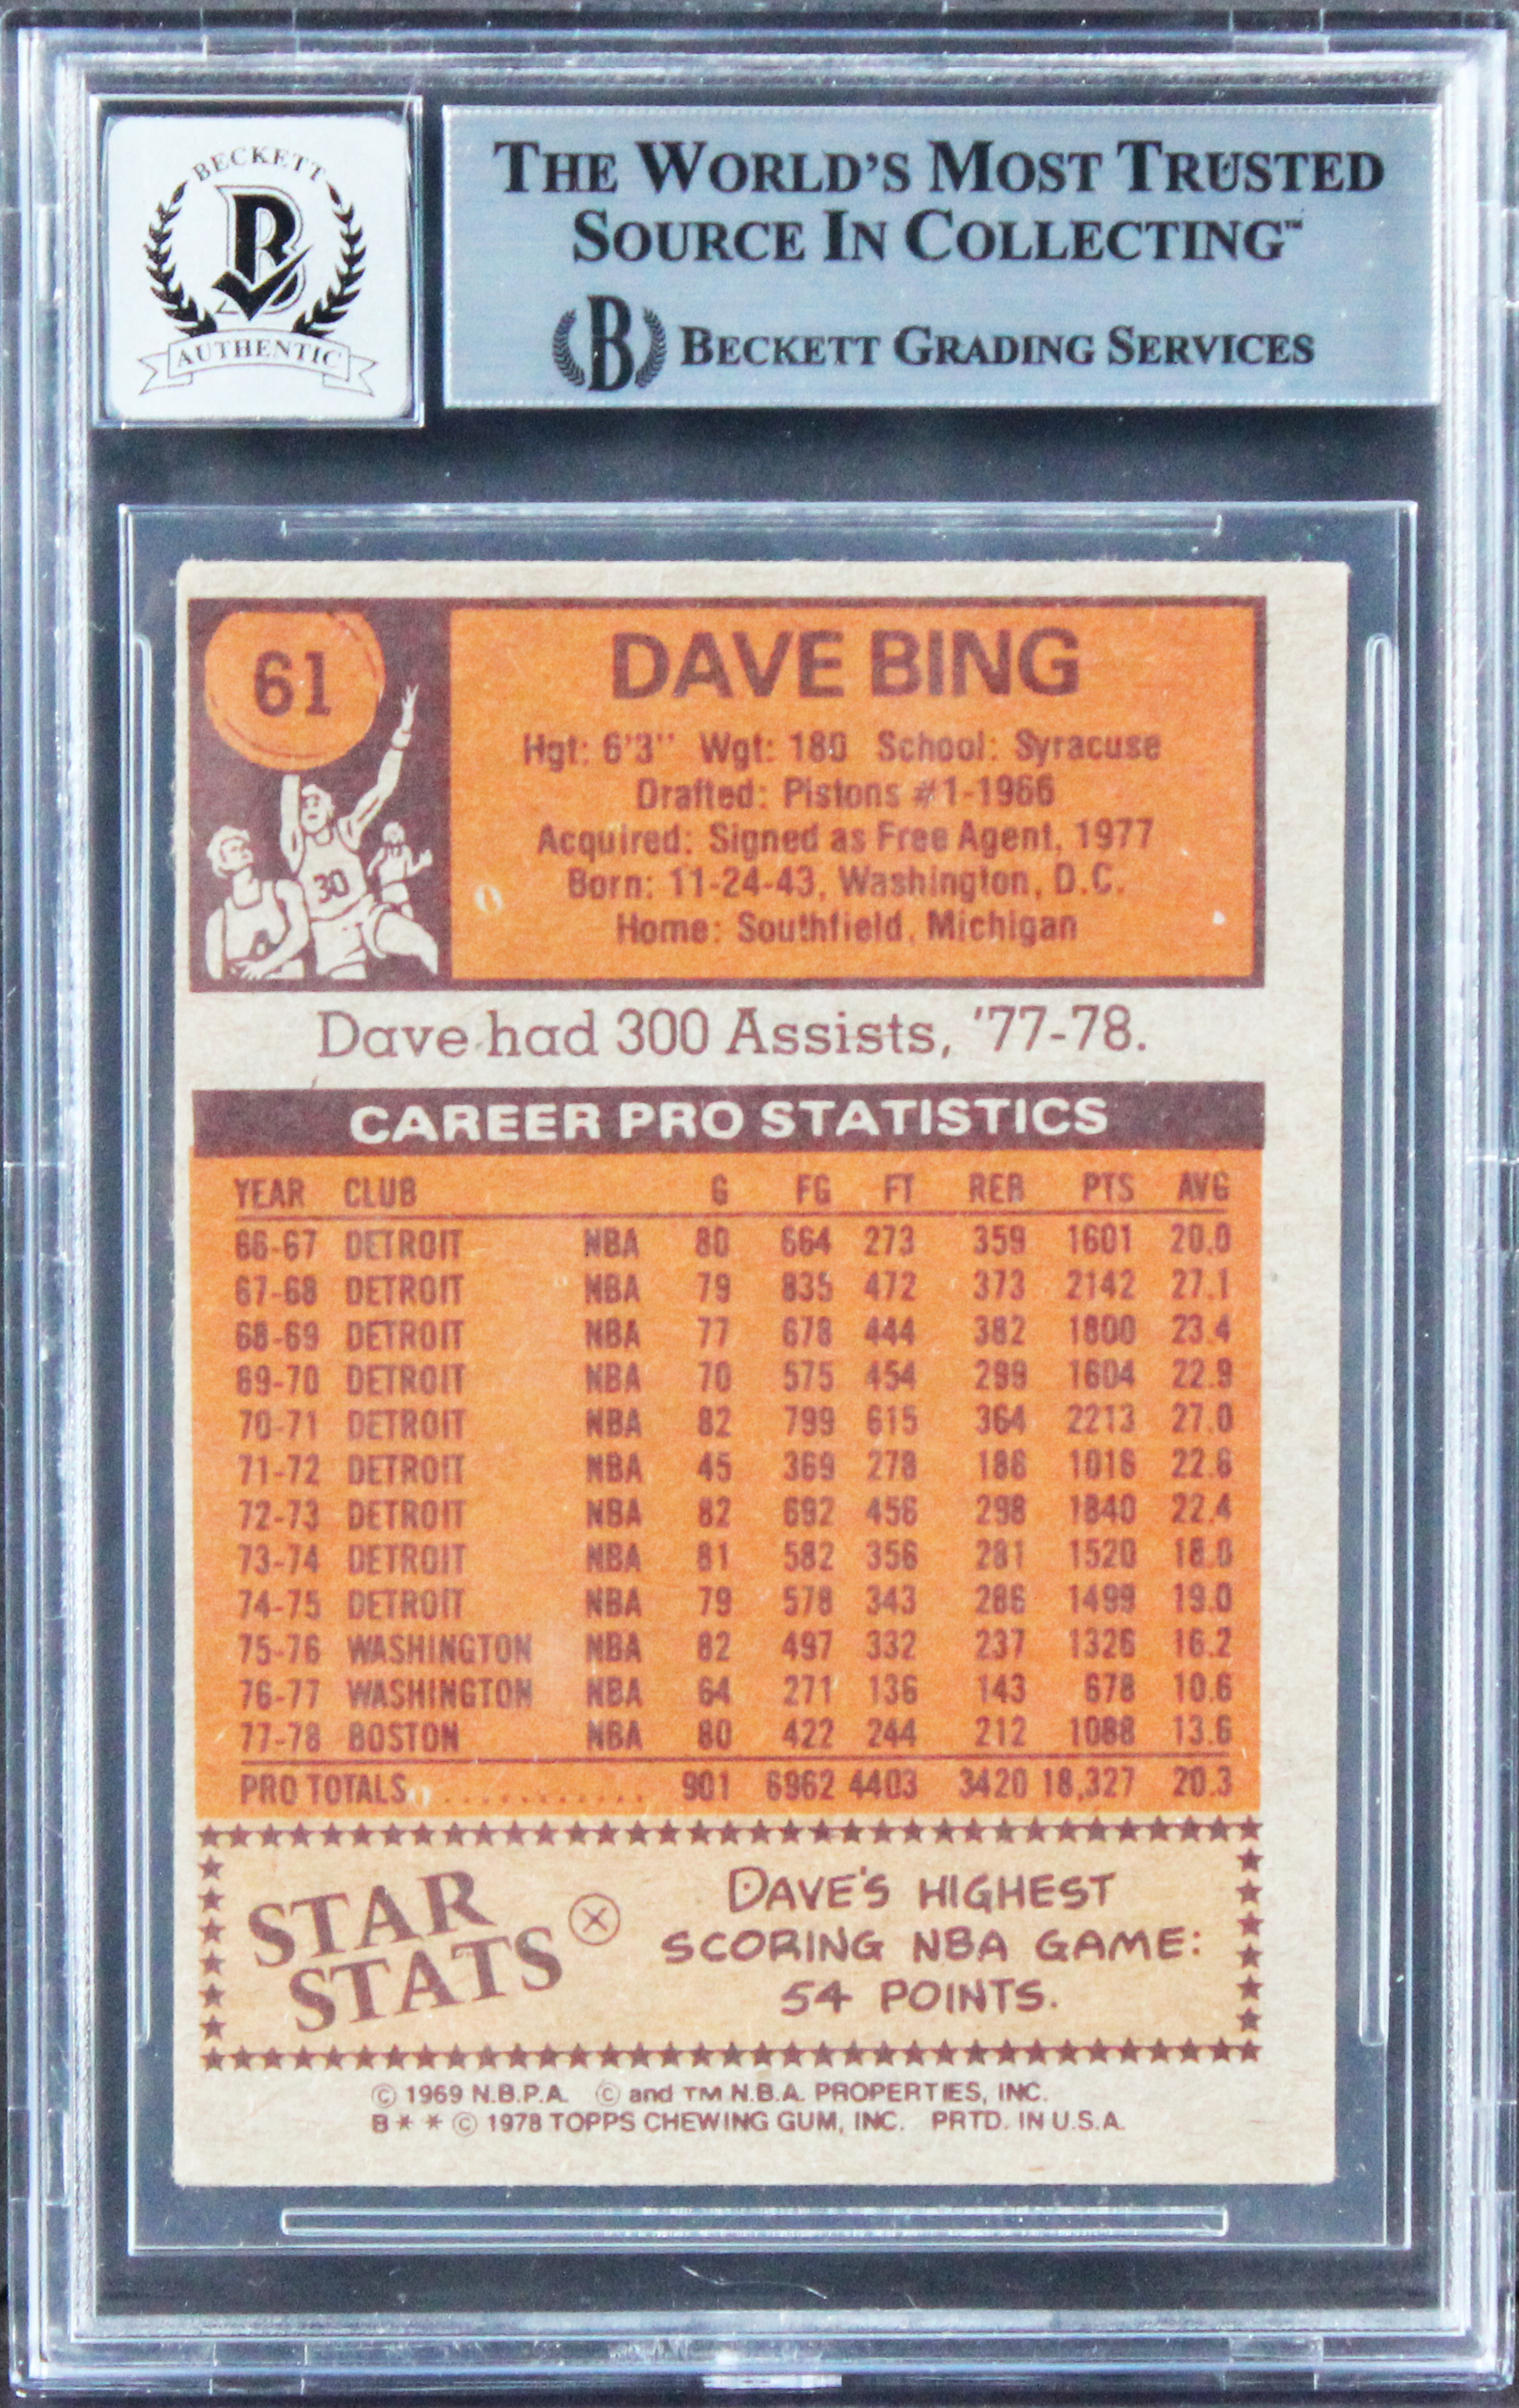 BECKETT
AUTHENTIC
THE WORLD'S MOST TRUSTED
SOURCE IN COLLECTING™
B BECKETT GRADING SERVICES
61
30
DAVE BING
Hgt: 6'3" Wgt: 180 School: Syracuse
Drafted: Pistons #1-1966
Acquired: Signed as Free Agent, 1977
Born: 11-24-43, Washington, D.C.
Home: Southfield, Michigan
Dave had 300 Assists, '77-78.
CAREER PRO STATISTICS
YEAR CLUB G FG FT REB PTS AVG
66-67 DETROIT NBA 80 664 273 359 1601 20.0
67-68 DETROIT NBA 79 835 472 373 2142 27.1
68-69 DETROIT NBA 77 678 444 382 1800 23.4
69-70 DETROIT NBA 70 575 454 299 1604 22.9
70-71 DETROIT NBA 82 799 615 364 2213 27.0
71-72 DETROIT NBA 45 369 278 186 1016 22.6
72-73 DETROIT NBA 82 692 456 298 1840 22.4
73-74 DETROIT NBA 81 582 356 281 1520 18.8
74-75 DETROIT NBA 79 578 343 286 1499 19.0
75-76 WASHINGTON NBA 82 497 332 237 1326 16.2
76-77 WASHINGTON NBA 64 271 136 143 678 10.6
77-78 BOSTON NBA 80 422 244 212 1088 13.6
PRO TOTALS ............ 901 6962 4403 3420 18,327 20.3
STAR
STATS
DAVE'S HIGHEST
SCORING NBA GAME:
54 POINTS.
© 1969 N.B.P.A. © and TM N.B.A. PROPERTIES, INC.
B * * © 1978 TOPPS CHEWING GUM, INC. PRTD. IN U.S.A.